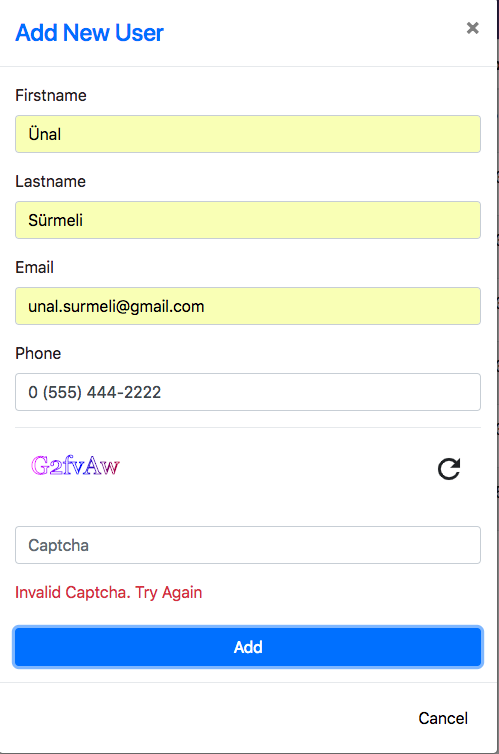 Add New User
×
Firstname
Ünal
Lastname
Sürmeli
Email
unal.surmeli@gmail.com
Phone
0 (555) 444-2222
G2fvAw
Captcha
Invalid Captcha. Try Again
Add
Cancel